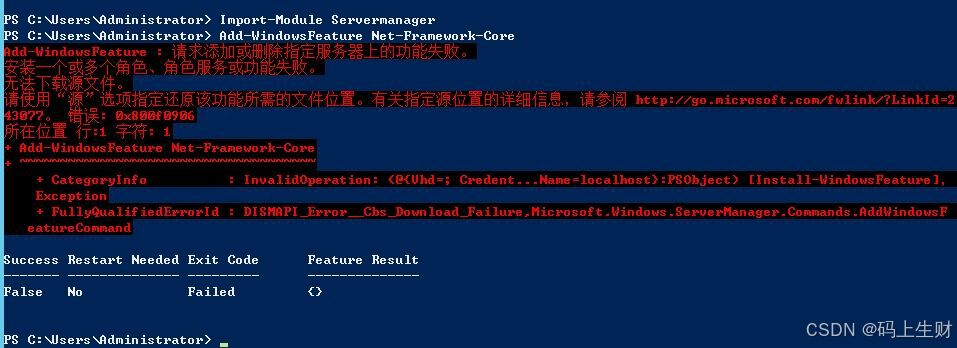 PS C:\Users\Administrator> Import-Module Servermanager
PS C:\Users\Administrator> Add-WindowsFeature Net-Framework-Core
Add-WindowsFeature : 请求添加或删除指定服务器上的功能失败。
安装一个或多个角色、角色服务或功能失败。
无法下载源文件。
请使用“源”选项指定还原该功能所需的文件位置。有关指定源位置的详细信息，请参阅 http://go.microsoft.com/fwlink/?LinkId=2
43077。 错误: 0x800f0906
所在位置 行:1 字符: 1
+ Add-WindowsFeature Net-Framework-Core
+ ~~~~~~~~~~~~~~~~~~~~~~~~~~~~~~~~~~~~~
+ CategoryInfo : InvalidOperation: (@{Vhd=; Credent...Name=localhost}:PSObject) [Install-WindowsFeature],
Exception
+ FullyQualifiedErrorId : DISMAPI_Error__Cbs_Download_Failure,Microsoft.Windows.ServerManager.Commands.AddWindowsF
eatureCommand
Success Restart Needed Exit Code Feature Result
------- -------------- --------- --------------
False No Failed {}
PS C:\Users\Administrator>
CSDN @码上生财